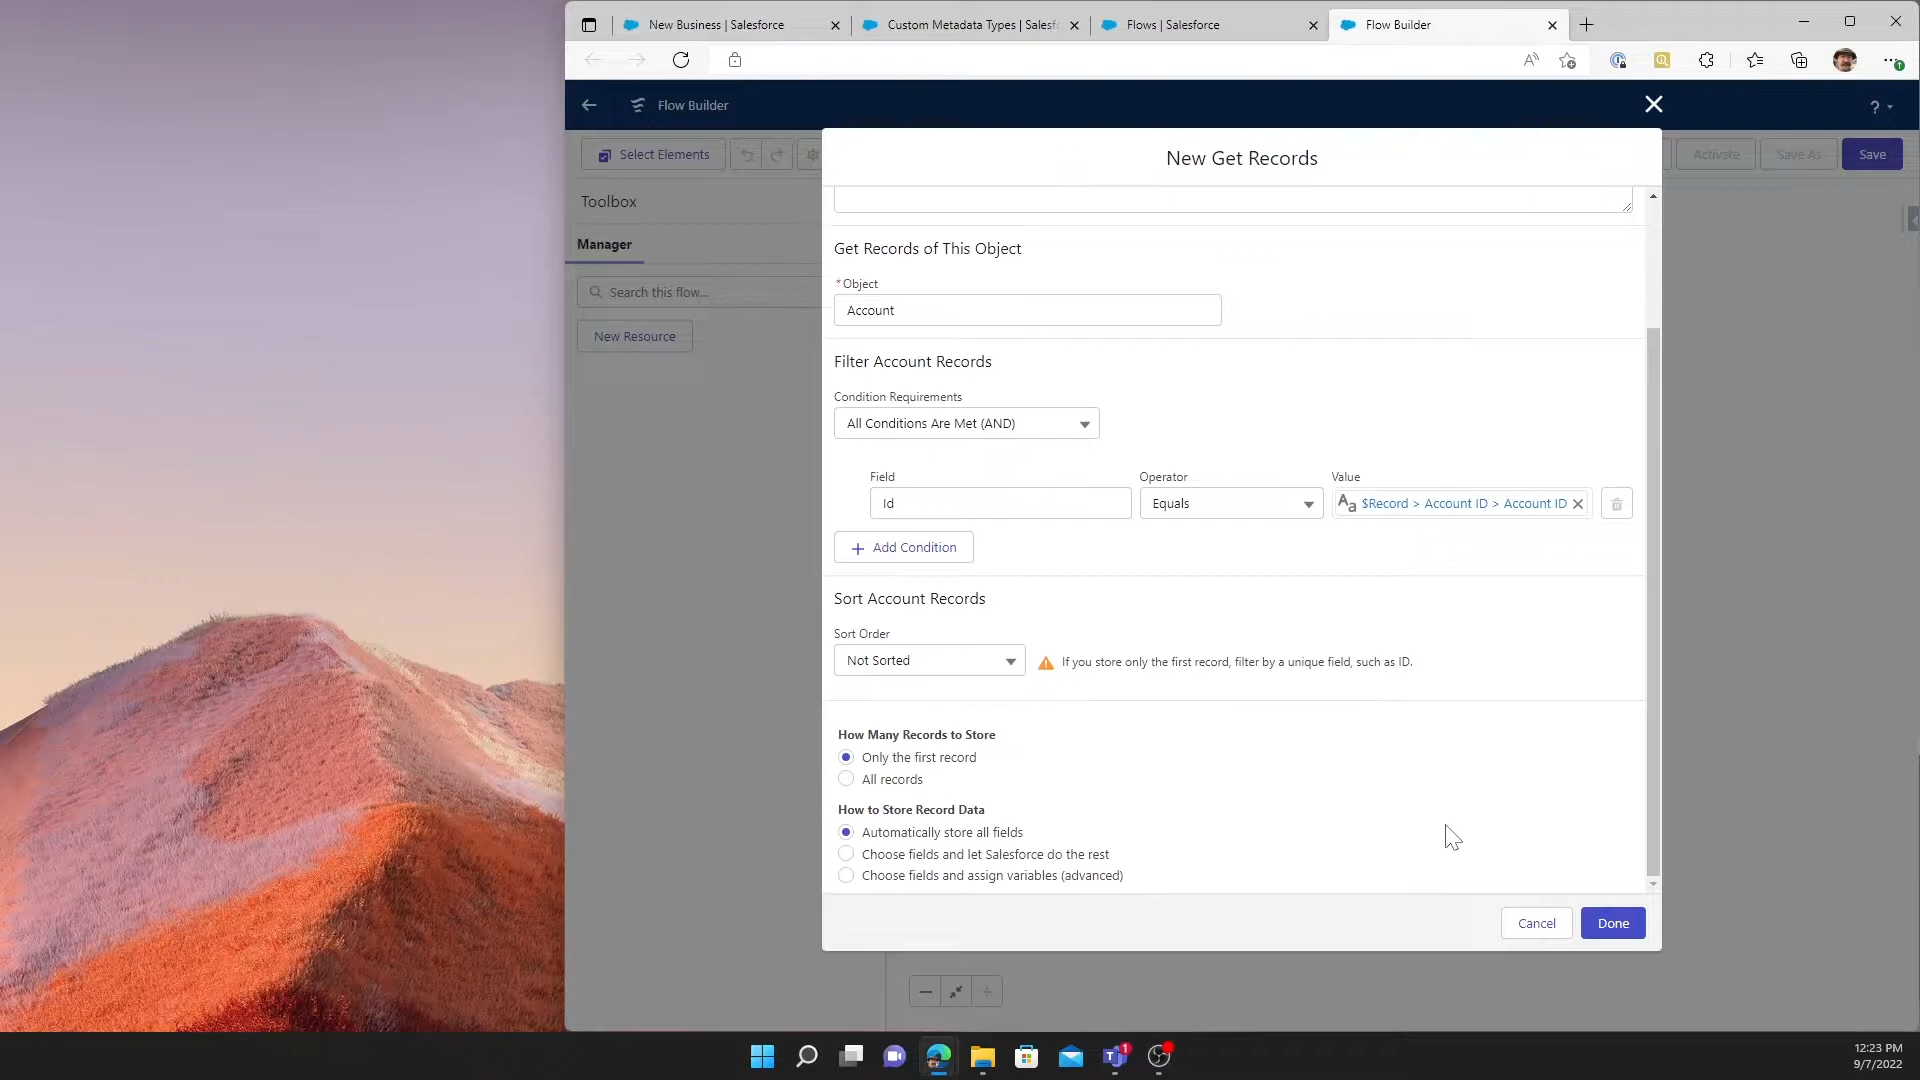 New Business | Salesforce
Custom Metadata Types | Salesfo
Flows | Salesforce
Flow Builder
Flow Builder
?
Select Elements
Activate
Save As
Save
Toolbox
Manager
Search this flow...
New Resource
New Get Records
Get Records of This Object
*Object
Account
Filter Account Records
Condition Requirements
All Conditions Are Met (AND)
Field
Operator
Value
Id
Equals
Aa $Record > Account ID > Account ID
Add Condition
Sort Account Records
Sort Order
Not Sorted
If you store only the first record, filter by a unique field, such as ID.
How Many Records to Store
Only the first record
All records
How to Store Record Data
Automatically store all fields
Choose fields and let Salesforce do the rest
Choose fields and assign variables (advanced)
Cancel
Done
1
12:23 PM
9/7/2022